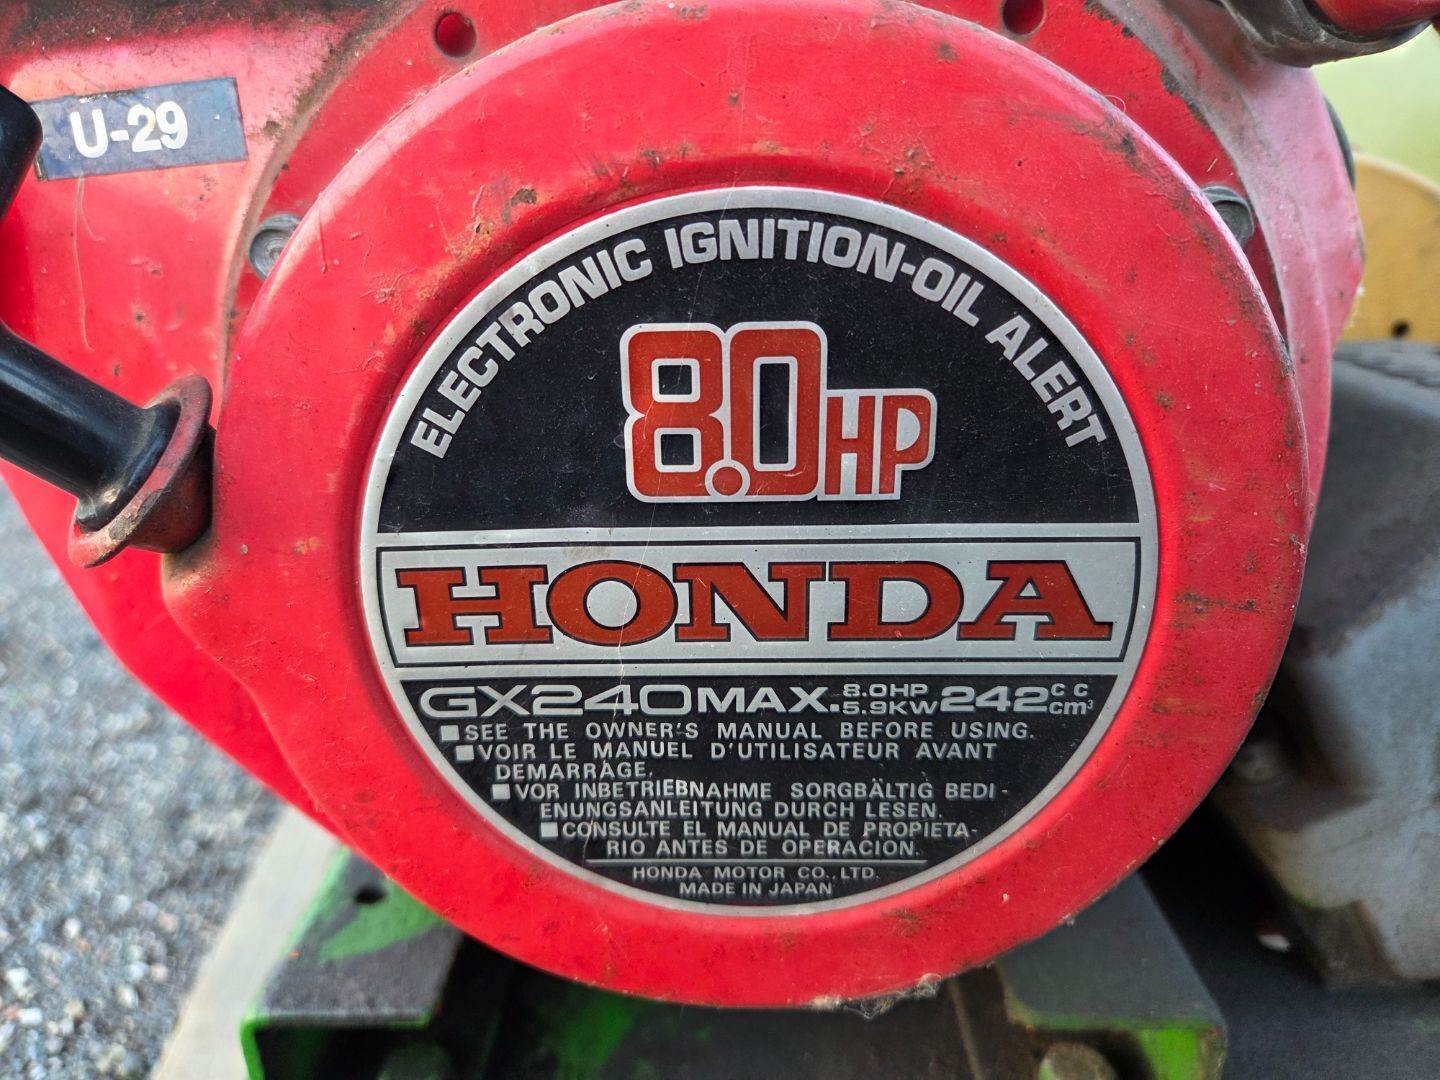 U-29
ELECTRONIC IGNITION-OIL ALERT
8.0HP
HONDA
GX240MAX. 8.0HP 242 CC
5.9KW cm³
■SEE THE OWNER'S MANUAL BEFORE USING.
■VOIR LE MANUEL D'UTILISATEUR AVANT
DEMARRAGE.
■VOR INBETRIEBNAHME SORGBÄLTIG BEDI-
ENUNGSANLEITUNG DURCH LESEN.
■CONSULTE EL MANUAL DE PROPIETA-
RIO ANTES DE OPERACION.
HONDA MOTOR CO., LTD.
MADE IN JAPAN